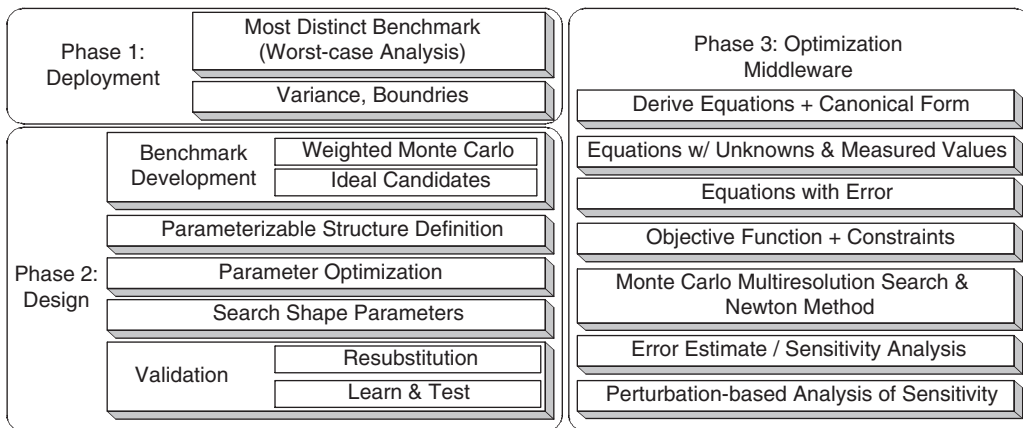 Phase 1:
Deployment
Most Distinct Benchmark
(Worst-case Analysis)
Variance, Boundries
Phase 2:
Design
Benchmark
Development
Weighted Monte Carlo
Ideal Candidates
Parameterizable Structure Definition
Parameter Optimization
Search Shape Parameters
Validation
Resubstitution
Learn & Test
Phase 3: Optimization
Middleware
Derive Equations + Canonical Form
Equations w/ Unknowns & Measured Values
Equations with Error
Objective Function + Constraints
Monte Carlo Multiresolution Search &
Newton Method
Error Estimate / Sensitivity Analysis
Perturbation-based Analysis of Sensitivity